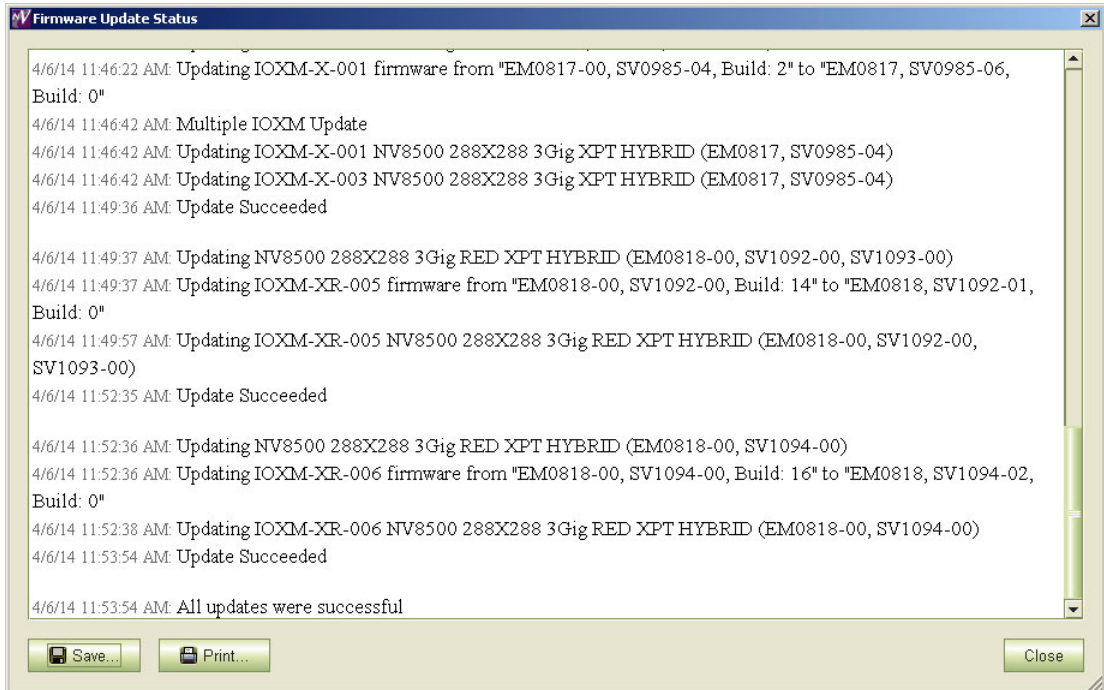 Firmware Update Status
4/6/14 11:46:22 AM: Updating IOXM-X-001 firmware from "EM0817-00, SV0985-04, Build: 2" to "EM0817, SV0985-06,
Build: 0"
4/6/14 11:46:42 AM: Multiple IOXM Update
4/6/14 11:46:42 AM: Updating IOXM-X-001 NV8500 288X288 3Gig XPT HYBRID (EM0817, SV0985-04)
4/6/14 11:46:42 AM: Updating IOXM-X-003 NV8500 288X288 3Gig XPT HYBRID (EM0817, SV0985-04)
4/6/14 11:49:36 AM: Update Succeeded
4/6/14 11:49:37 AM: Updating NV8500 288X288 3Gig RED XPT HYBRID (EM0818-00, SV1092-00, SV1093-00)
4/6/14 11:49:37 AM: Updating IOXM-XR-005 firmware from "EM0818-00, SV1092-00, Build: 14" to "EM0818, SV1092-01,
Build: 0"
4/6/14 11:49:57 AM: Updating IOXM-XR-005 NV8500 288X288 3Gig RED XPT HYBRID (EM0818-00, SV1092-00,
SV1093-00)
4/6/14 11:52:35 AM: Update Succeeded
4/6/14 11:52:36 AM: Updating NV8500 288X288 3Gig RED XPT HYBRID (EM0818-00, SV1094-00)
4/6/14 11:52:36 AM: Updating IOXM-XR-006 firmware from "EM0818-00, SV1094-00, Build: 16" to "EM0818, SV1094-02,
Build: 0"
4/6/14 11:52:38 AM: Updating IOXM-XR-006 NV8500 288X288 3Gig RED XPT HYBRID (EM0818-00, SV1094-00)
4/6/14 11:53:54 AM: Update Succeeded
4/6/14 11:53:54 AM: All updates were successful
Save... Print... Close